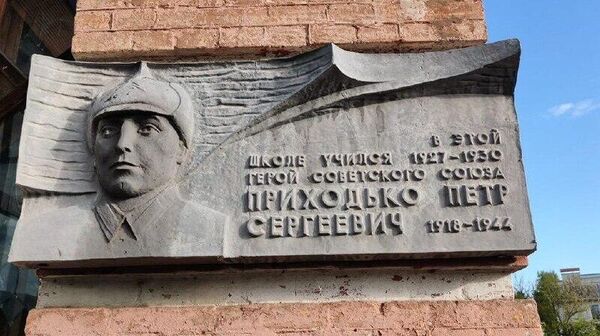 В ЭТОЙ
ШКОЛЕ УЧИЛСЯ 1927-1930
ГЕРОЙ СОВЕТСКОГО СОЮЗА
ПРИХОДЬКО ПЕТР
СЕРГЕЕВИЧ 1918-1944